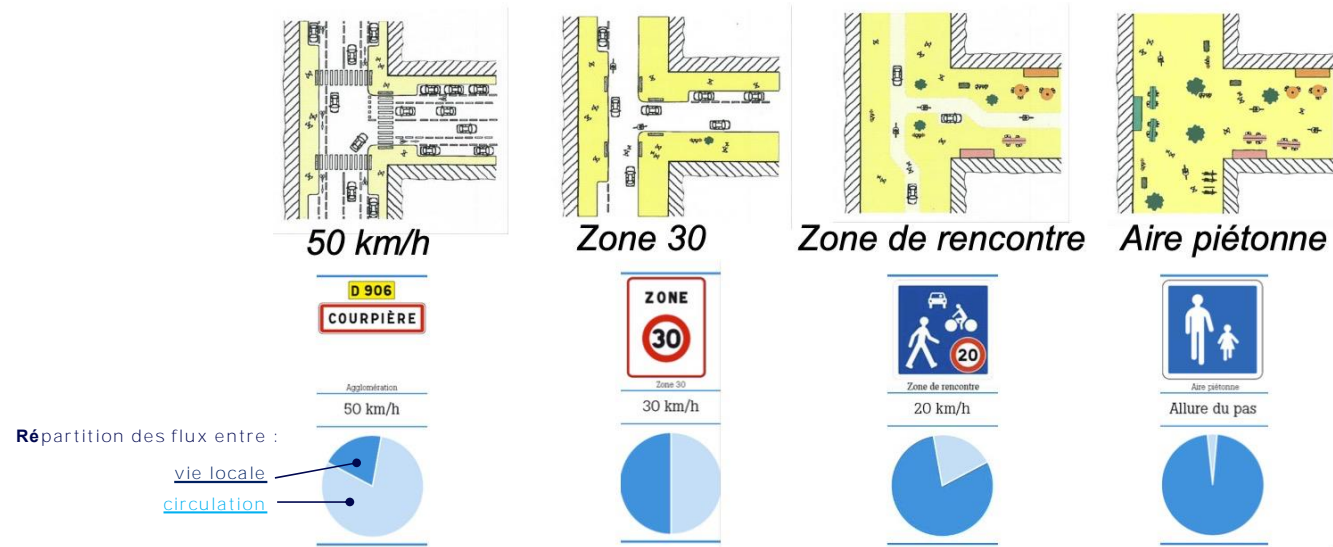 50 km/h
Zone 30
Zone de rencontre
Aire piétonne
D 906
COURPIÈRE
ZONE
30
20
Agglomération
Zone 30
Zone de rencontre
Aire piétonne
50 km/h
30 km/h
20 km/h
Allure du pas
Répartition des flux entre :
vie locale
circulation